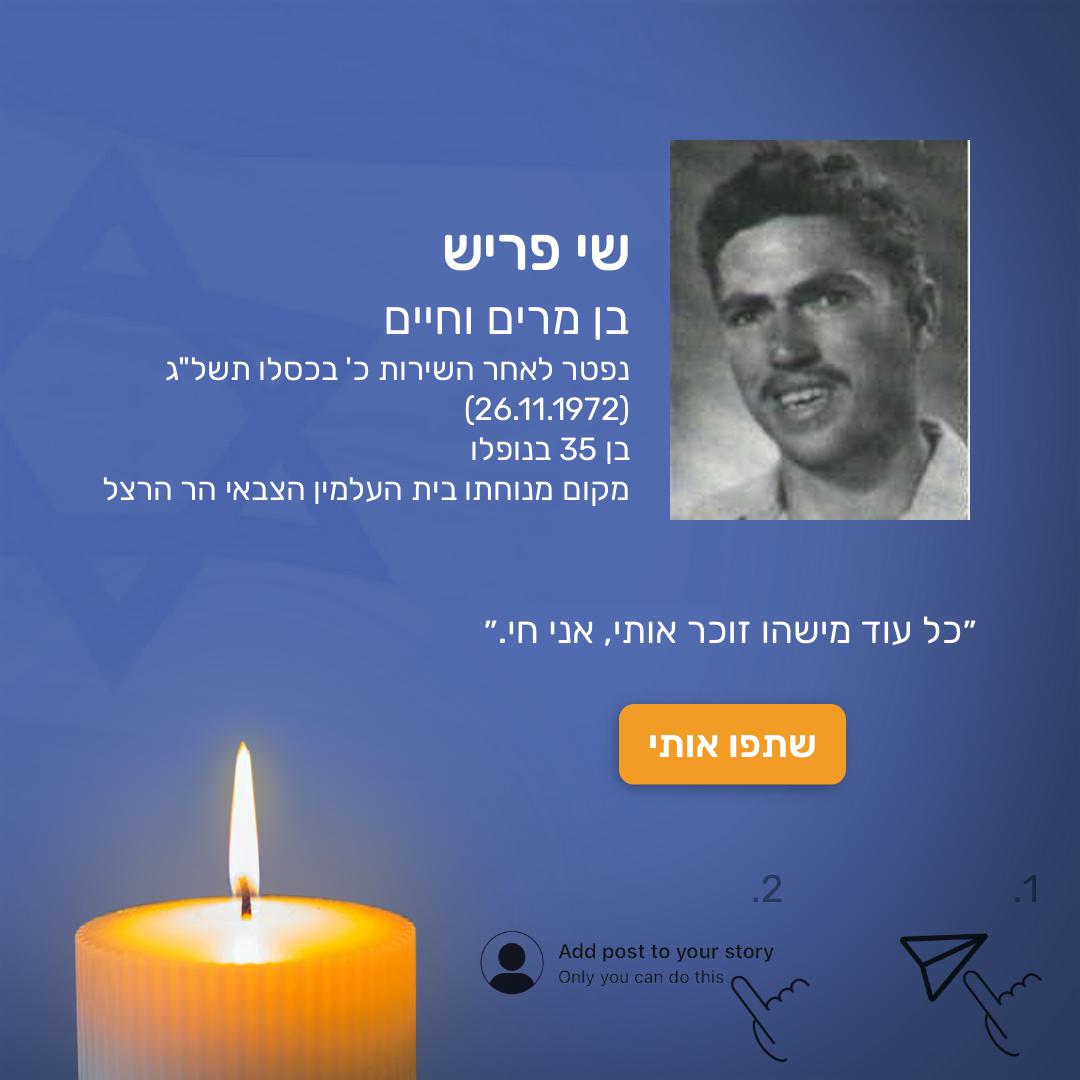 שי פריש
בן מרים וחיים
נפטר לאחר השירות כ' בכסלו תשל"ג
(26.11.1972)
בן 35 בנופלו
מקום מנוחתו בית העלמין הצבאי הר הרצל
״כל עוד מישהו זוכר אותי, אני חי.״
שתפו אותי
.1
.2
Add post to your story
Only you can do this